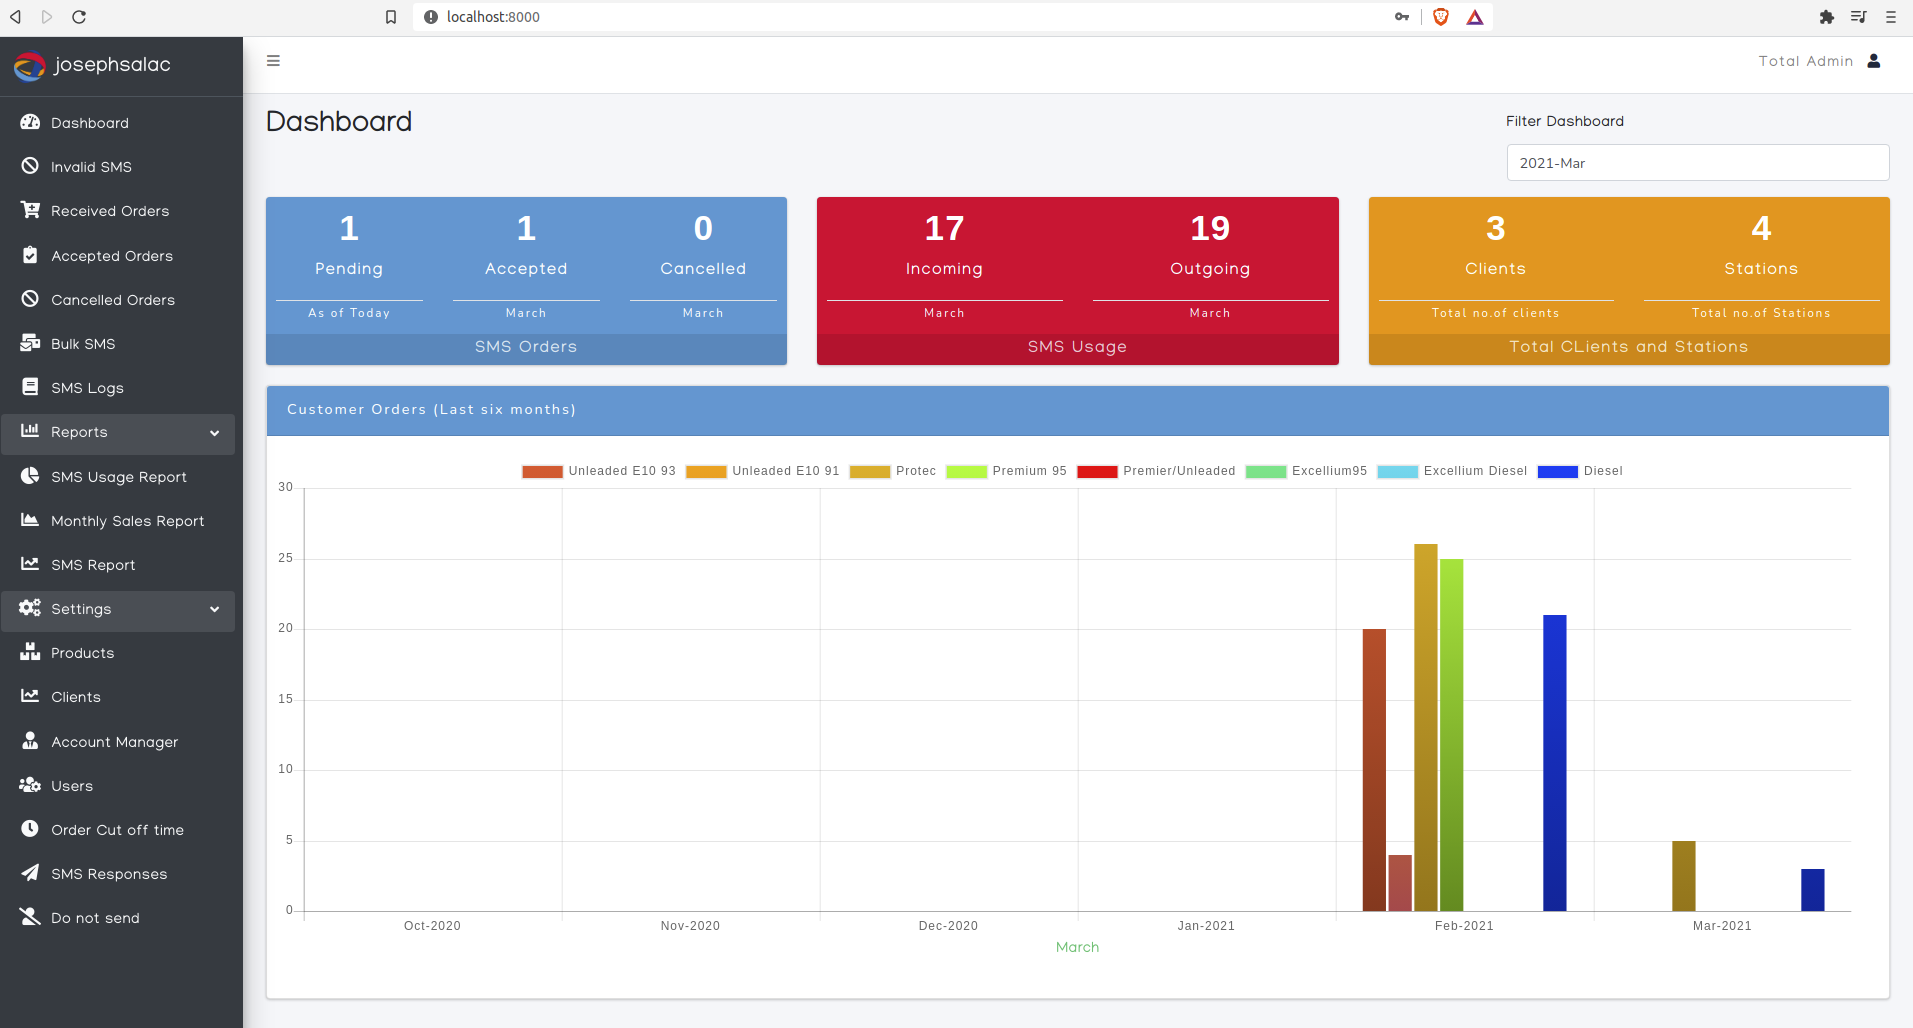 localhost:8000
josephsalac
Total Admin
Dashboard
Invalid SMS
Received Orders
Accepted Orders
Cancelled Orders
Bulk SMS
SMS Logs
Reports
SMS Usage Report
Monthly Sales Report
SMS Report
Settings
Products
Clients
Account Manager
Users
Order Cut off time
SMS Responses
Do not send
Dashboard
Filter Dashboard
2021-Mar
1 1 0
Pending Accepted Cancelled
As of Today March March
SMS Orders
17 19
Incoming Outgoing
March March
SMS Usage
3 4
Clients Stations
Total no.of clients Total no.of Stations
Total CLients and Stations
Customer Orders (Last six months)
Unleaded E10 93 Unleaded E10 91 Protec Premium 95 Premier/Unleaded Excellium95 Excellium Diesel Diesel
30
25
20
15
10
5
0
Oct-2020 Nov-2020 Dec-2020 Jan-2021 Feb-2021 Mar-2021
March